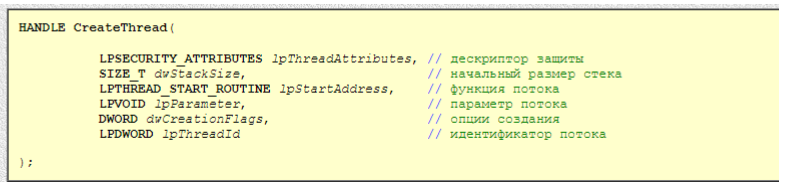 HANDLE CreateThread(
LPSECURITY_ATTRIBUTES lpThreadAttributes, // дескриптор защиты
SIZE_T dwStackSize, // начальный размер стека
LPTHREAD_START_ROUTINE lpStartAddress, // функция потока
LPVOID lpParameter, // параметр потока
DWORD dwCreationFlags, // опции создания
LPDWORD lpThreadId // идентификатор потока
);